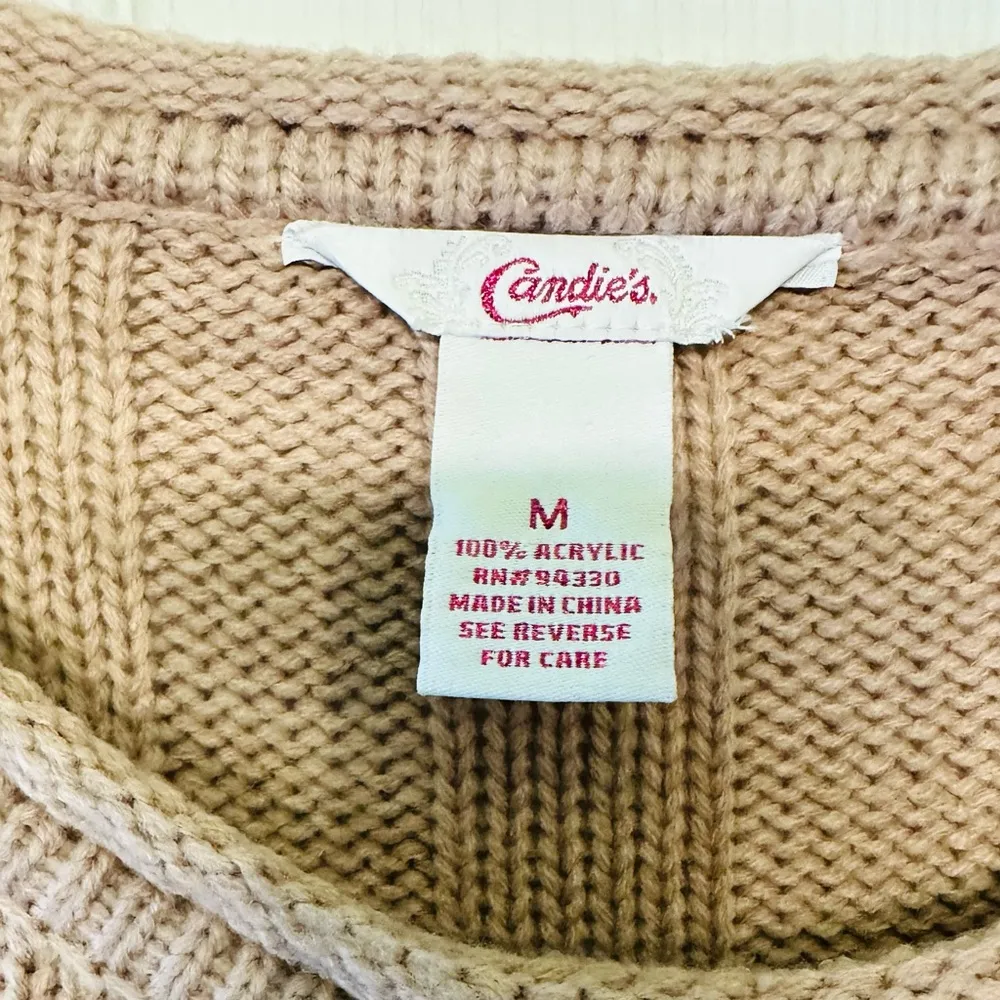 Candie's.
M
100% ACRYLIC
RN#94330
MADE IN CHINA
SEE REVERSE
FOR CARE